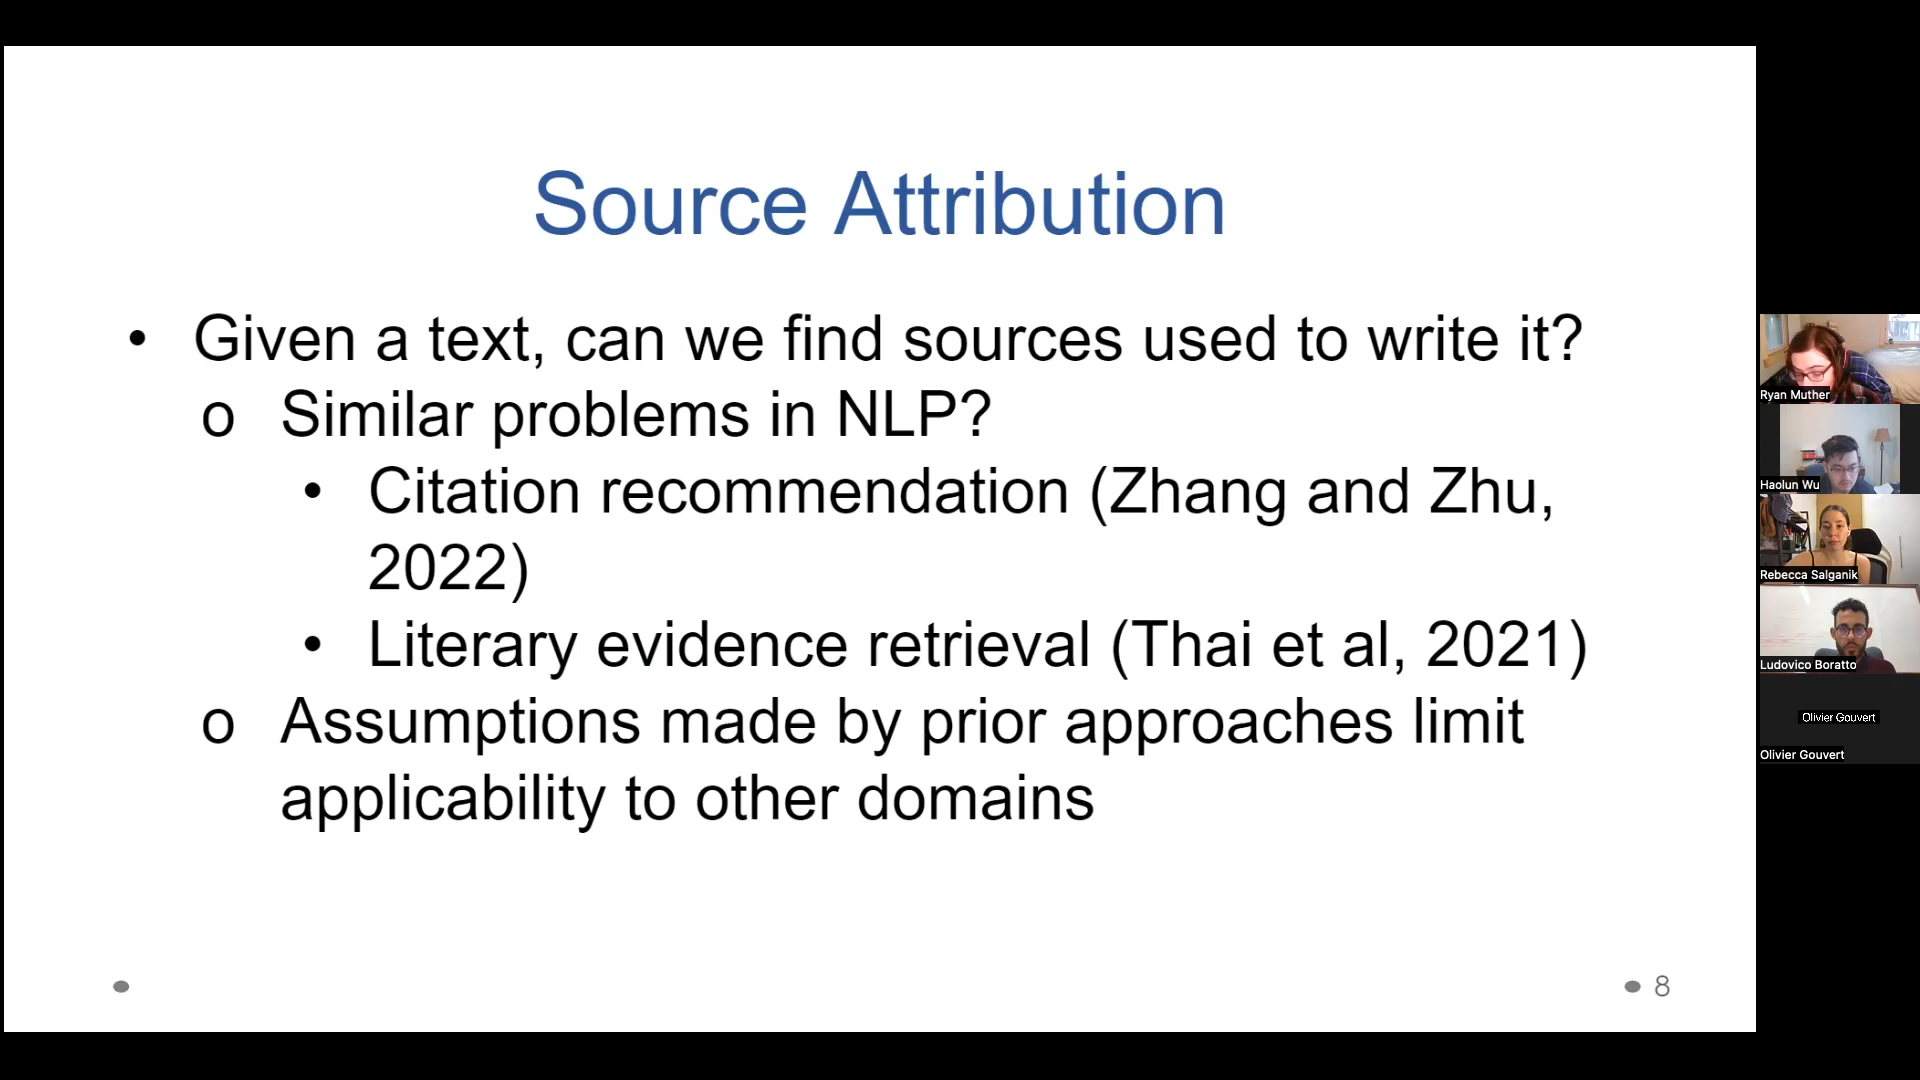 Source Attribution
• Given a text, can we find sources used to write it?
o Similar problems in NLP?
• Citation recommendation (Zhang and Zhu,
2022)
• Literary evidence retrieval (Thai et al, 2021)
o Assumptions made by prior approaches limit
applicability to other domains
8
Ryan Muther
Haolun Wu
Rebecca Salganik
Ludovico Boratto
Olivier Gouvert
Olivier Gouvert